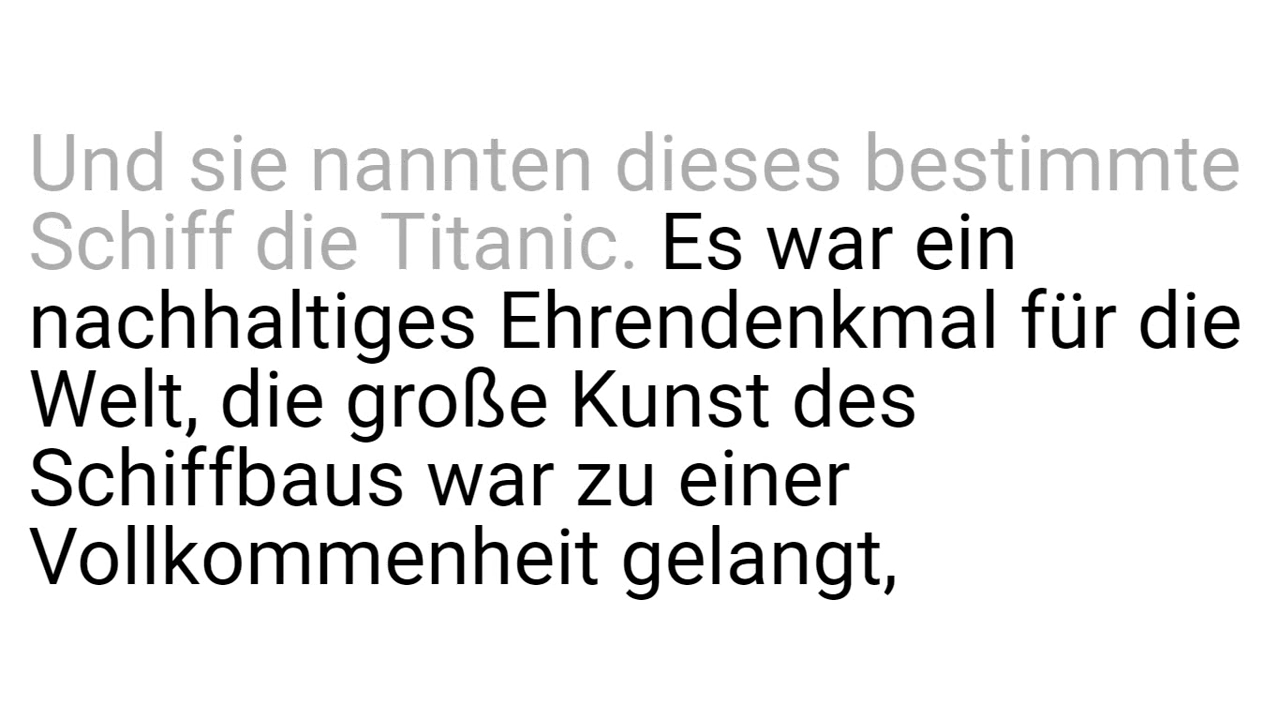 Und sie nannten dieses bestimmte
Schiff die Titanic. Es war ein
nachhaltiges Ehrendenkmal für die
Welt, die große Kunst des
Schiffbaus war zu einer
Vollkommenheit gelangt,